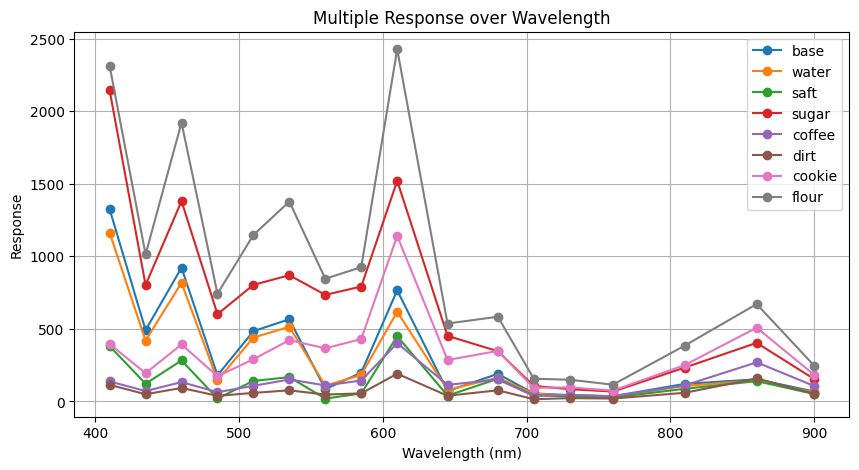 Multiple Response over Wavelength
2500
2000
1500
1000
500
0
Response
400
500
600
700
800
900
Wavelength (nm)
base
water
saft
sugar
coffee
dirt
cookie
flour